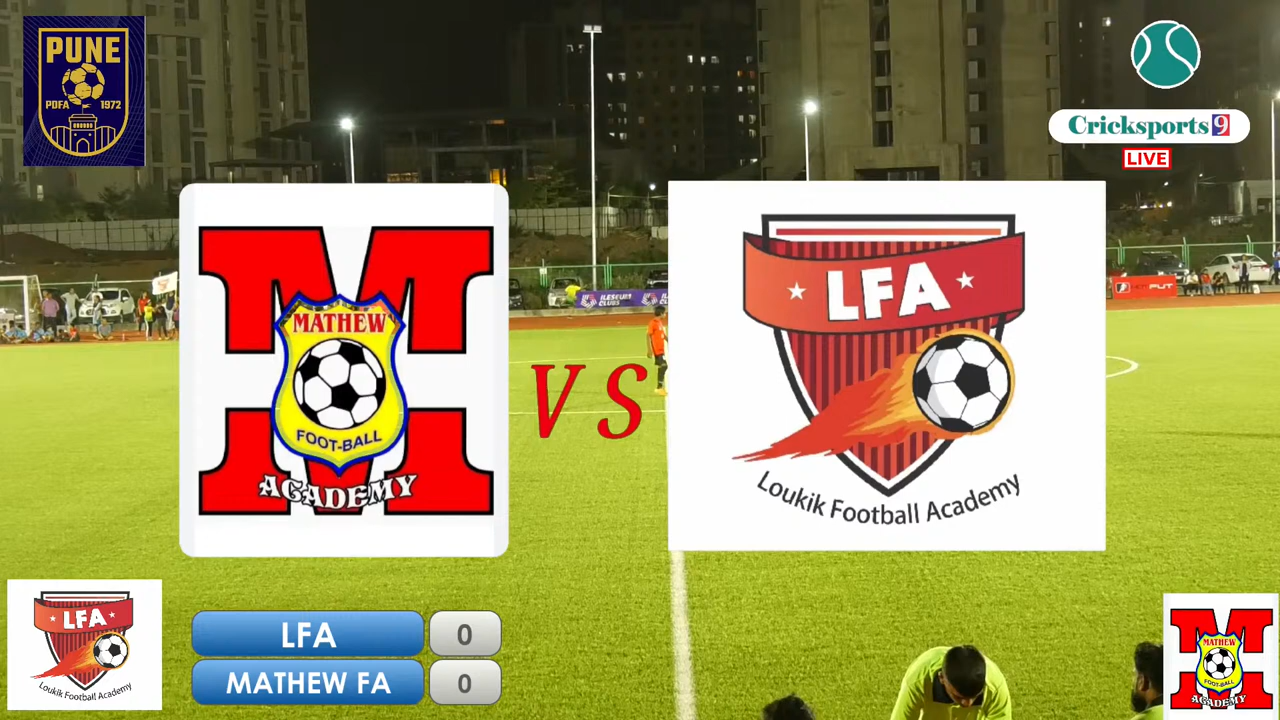 PUNE
PDFA 1972
Cricksports9
LIVE
MATHEW
FOOT-BALL
ACADEMY
VS
LFA
Loukik Football Academy
LFA
Loukik Football Academy
LFA 0
MATHEW FA 0
MATHEW
FOOT-BALL
ACADEMY